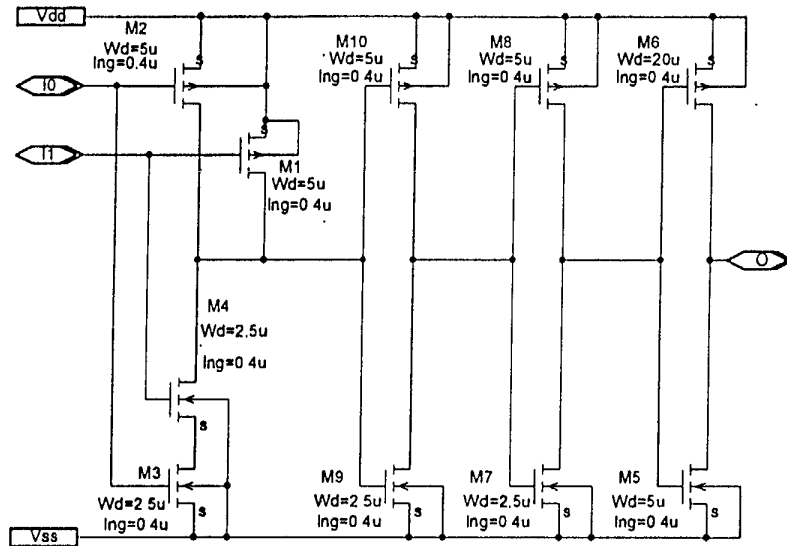 Vdd
M2
Wd=5u
lng=0.4u
s
M10
Wd=5u
lng=0 4u
s
M8
Wd=5u
lng=0 4u
s
M6
Wd=20u
lng=0 4u
s
I0
I1
s
M1
Wd=5u
lng=0 4u
O
M4
Wd=2.5u
lng=0 4u
s
M3
Wd=2 5u
lng=0 4u
s
M9
Wd=2 5u
lng=0 4u
s
M7
Wd=2.5u
lng=0 4u
s
M5
Wd=5u
lng=0 4u
s
Vss